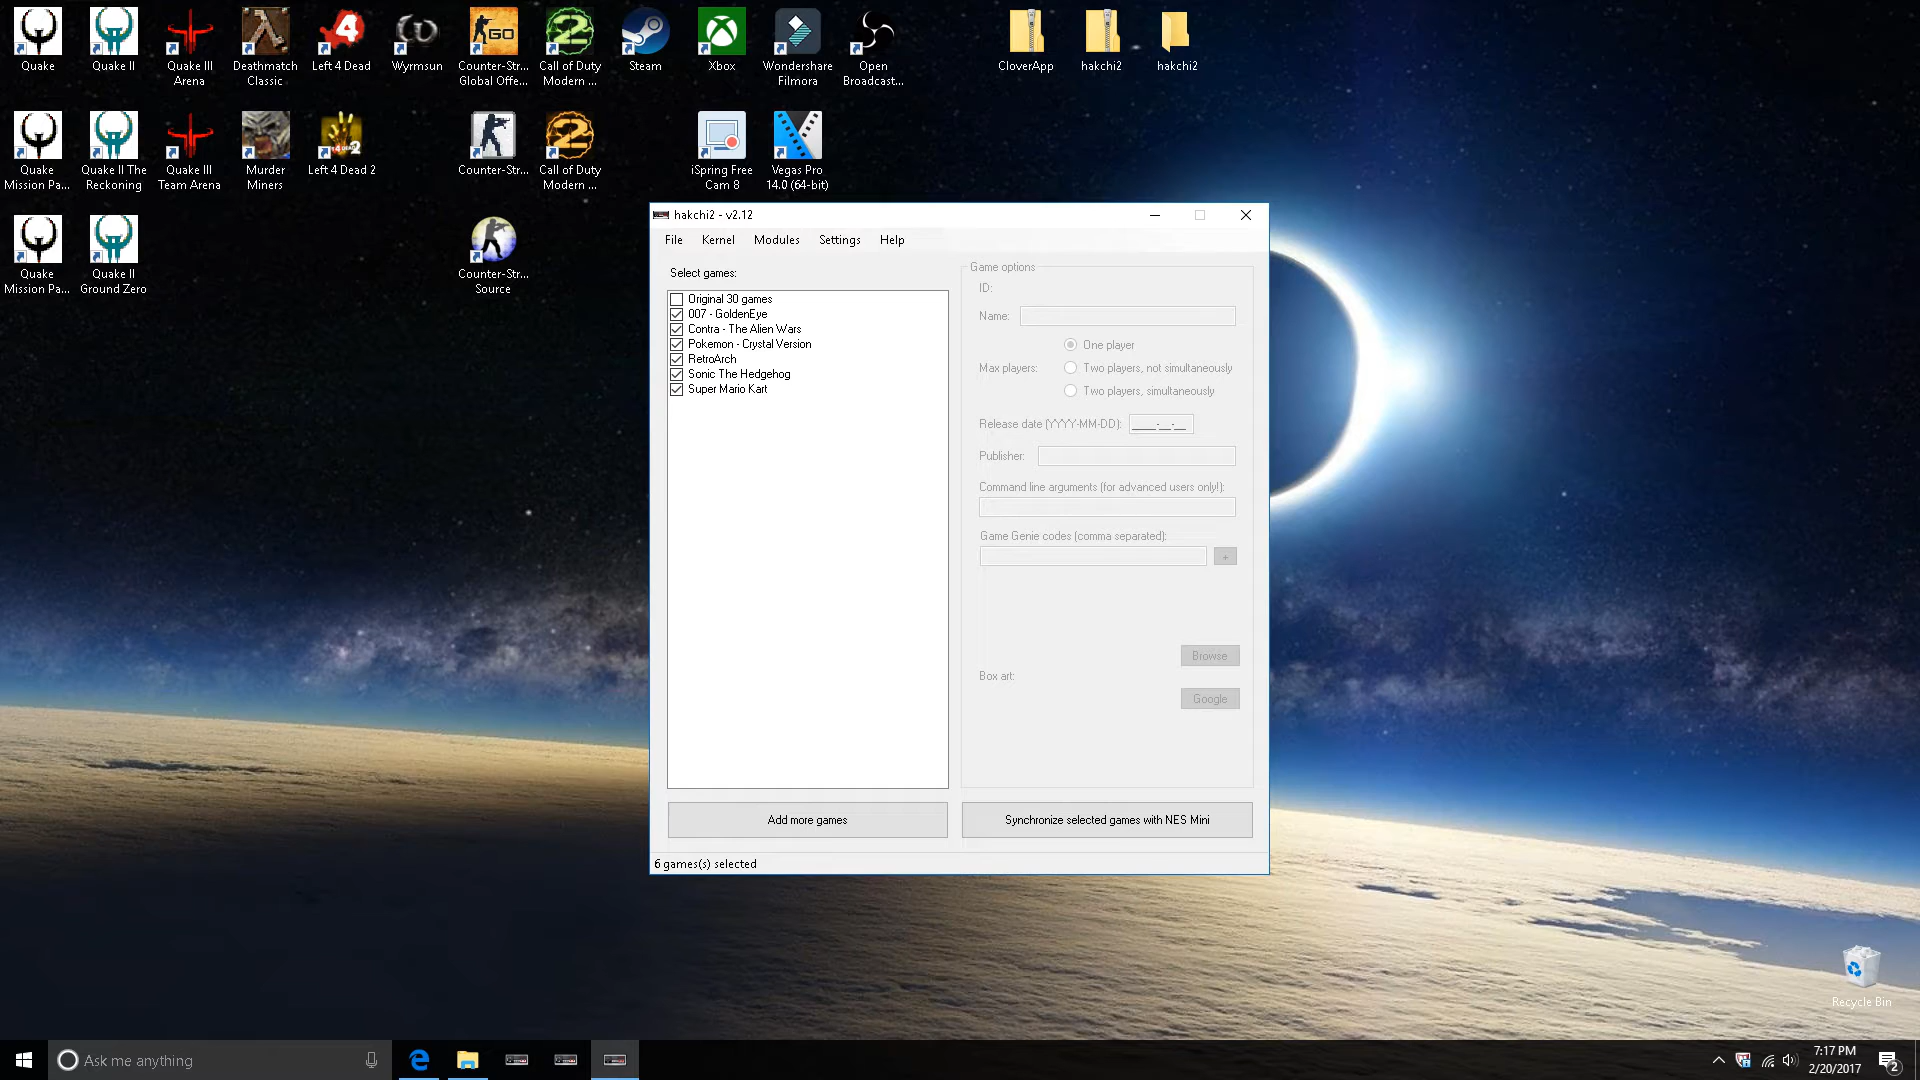 Quake
Quake II
Quake III
Arena
Deathmatch
Classic
Left 4 Dead
Wyrmsun
Counter-Str...
Global Offe...
Call of Duty
Modern ...
Steam
Xbox
Wondershare
Filmora
Open
Broadcast...
CloverApp
hakchi2
hakchi2
Quake
Mission Pa...
Quake II The
Reckoning
Quake III
Team Arena
Murder
Miners
Left 4 Dead 2
Counter-Str...
Call of Duty
Modern ...
iSpring Free
Cam 8
Vegas Pro
14.0 (64-bit)
Quake
Mission Pa...
Quake II
Ground Zero
Counter-Str...
Source
hakchi2 - v2.12
File Kernel Modules Settings Help
Select games:
Original 30 games
007 - GoldenEye
Contra - The Alien Wars
Pokemon - Crystal Version
RetroArch
Sonic The Hedgehog
Super Mario Kart
Game options
ID:
Name:
Max players:
One player
Two players, not simultaneously
Two players, simultaneously
Release date (YYYY-MM-DD): ____-__-__
Publisher:
Command line arguments (for advanced users only!):
Game Genie codes (comma separated):
+
Box art:
Browse
Google
Add more games
Synchronize selected games with NES Mini
6 games(s) selected
Recycle Bin
Ask me anything
7:17 PM
2/20/2017
2